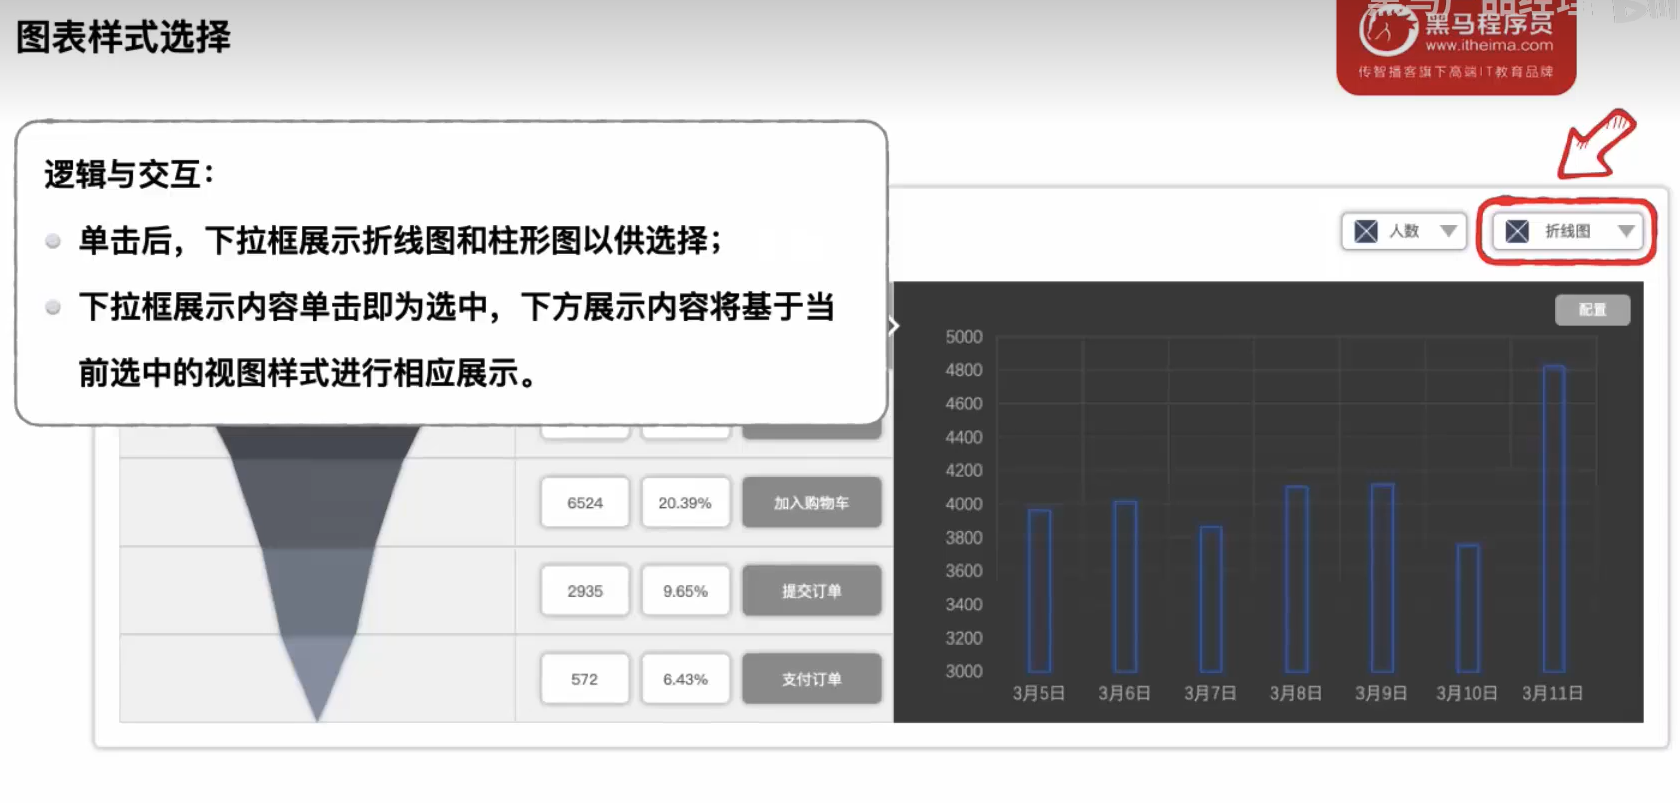 图表样式选择
黑马程序员
www.itheima.com
传智播客旗下高端IT教育品牌
逻辑与交互：
单击后，下拉框展示折线图和柱形图以供选择；
下拉框展示内容单击即为选中，下方展示内容将基于当
前选中的视图样式进行相应展示。
人数
折线图
配置
6524
20.39%
加入购物车
2935
9.65%
提交订单
572
6.43%
支付订单
5000
4800
4600
4400
4200
4000
3800
3600
3400
3200
3000
3月5日
3月6日
3月7日
3月8日
3月9日
3月10日
3月11日